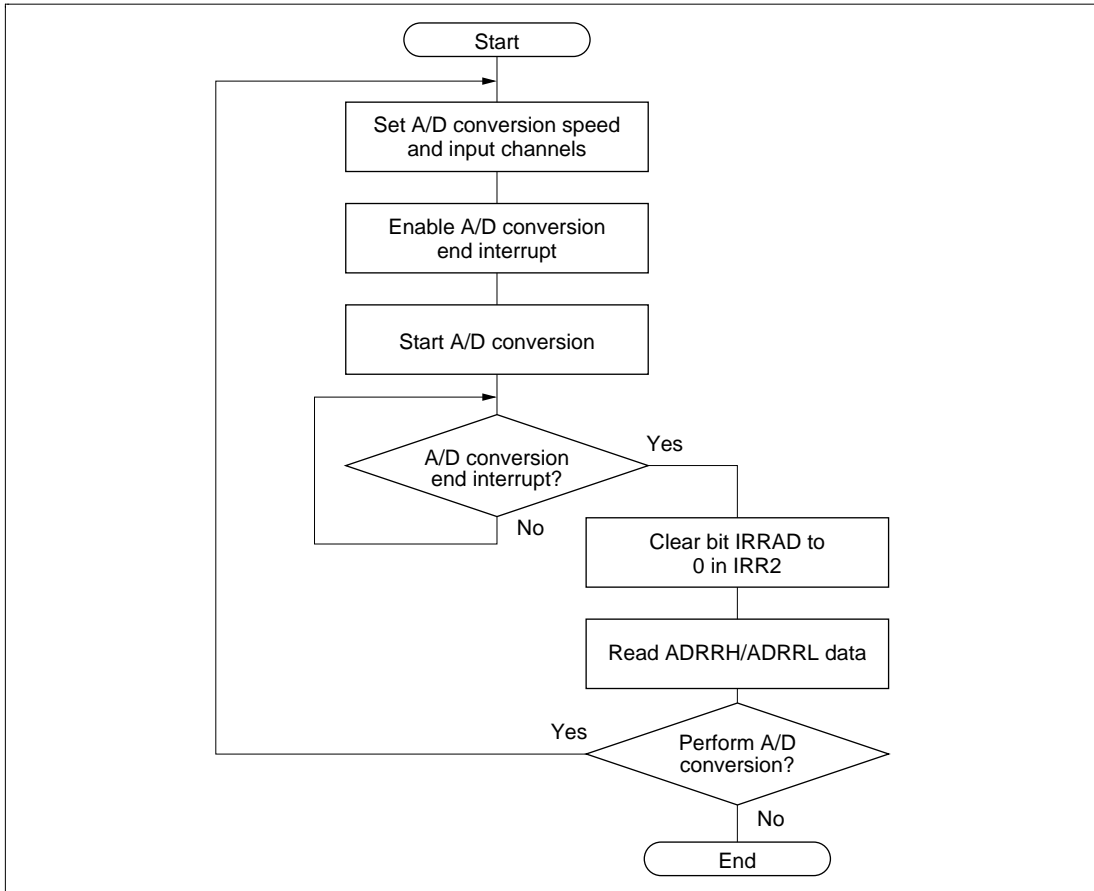 Start
Set A/D conversion speed
and input channels
Enable A/D conversion
end interrupt
Start A/D conversion
A/D conversion
end interrupt?
Yes
No
Clear bit IRRAD to
0 in IRR2
Read ADRRH/ADRRL data
Yes
Perform A/D
conversion?
No
End